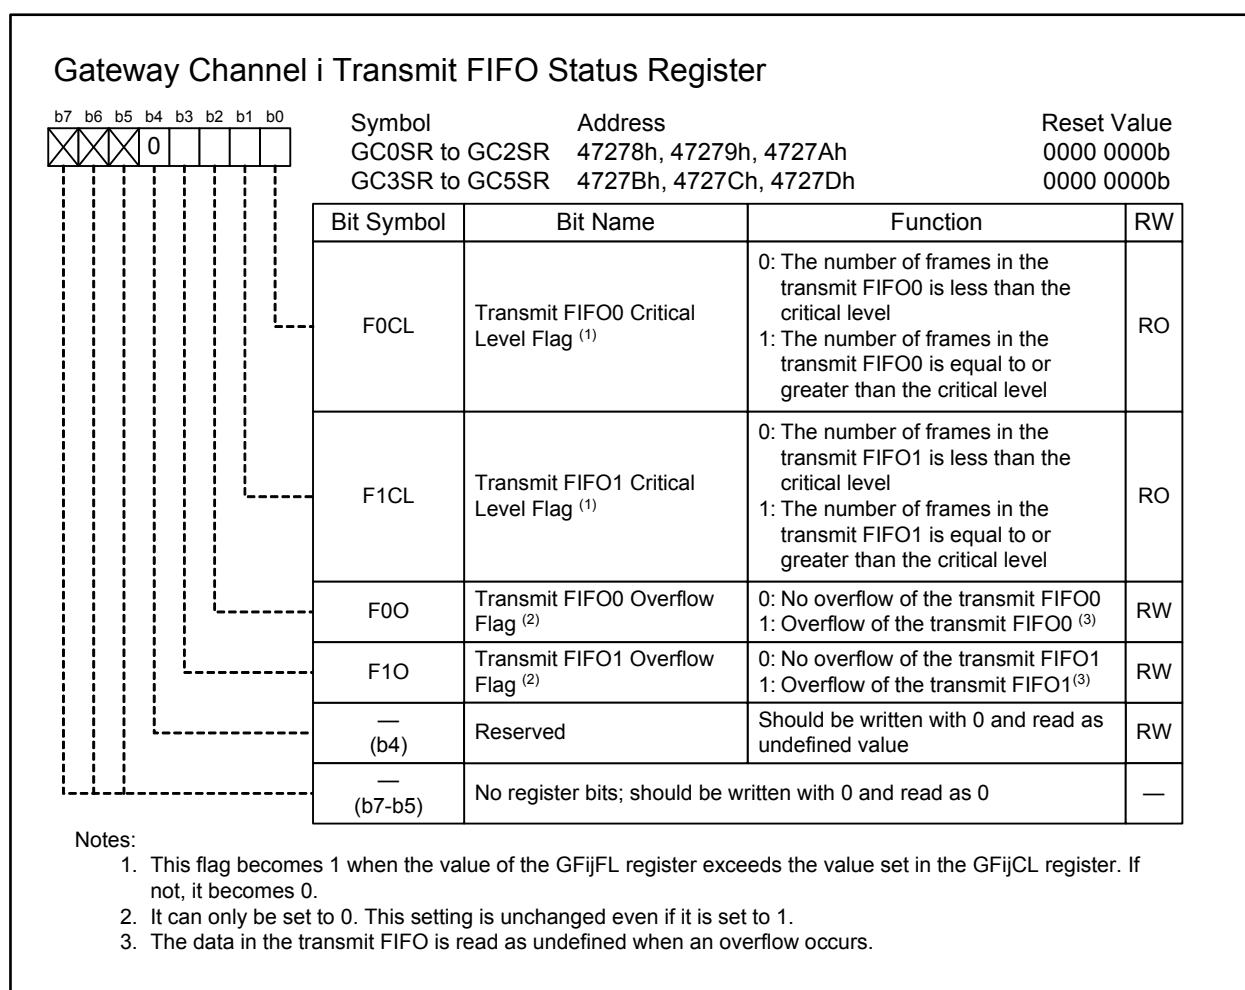 Gateway Channel i Transmit FIFO Status Register
b7 b6 b5 b4 b3 b2 b1 b0
0
Symbol Address Reset Value
GC0SR to GC2SR 47278h, 47279h, 4727Ah 0000 0000b
GC3SR to GC5SR 4727Bh, 4727Ch, 4727Dh 0000 0000b
Bit Symbol Bit Name Function RW
F0CL
Transmit FIFO0 Critical
Level Flag (1)
0: The number of frames in the
transmit FIFO0 is less than the
critical level
1: The number of frames in the
transmit FIFO0 is equal to or
greater than the critical level
RO
F1CL
Transmit FIFO1 Critical
Level Flag (1)
0: The number of frames in the
transmit FIFO1 is less than the
critical level
1: The number of frames in the
transmit FIFO1 is equal to or
greater than the critical level
RO
F0O
Transmit FIFO0 Overflow
Flag (2)
0: No overflow of the transmit FIFO0
1: Overflow of the transmit FIFO0 (3)
RW
F1O
Transmit FIFO1 Overflow
Flag (2)
0: No overflow of the transmit FIFO1
1: Overflow of the transmit FIFO1(3)
RW
—
(b4)
Reserved
Should be written with 0 and read as
undefined value
RW
—
(b7-b5)
No register bits; should be written with 0 and read as 0
—
Notes:
1. This flag becomes 1 when the value of the GFijFL register exceeds the value set in the GFijCL register. If
not, it becomes 0.
2. It can only be set to 0. This setting is unchanged even if it is set to 1.
3. The data in the transmit FIFO is read as undefined when an overflow occurs.